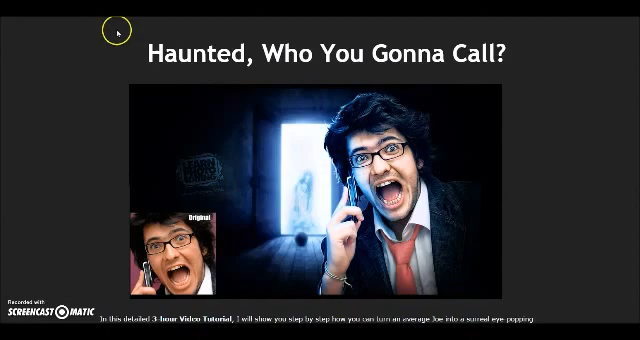 Haunted, Who You Gonna Call?
Original
Recorded with
SCREENCAST MATIC
In this detailed 3-hour Video Tutorial, I will show you step by step how you can turn an average Joe into a surreal eye-popping